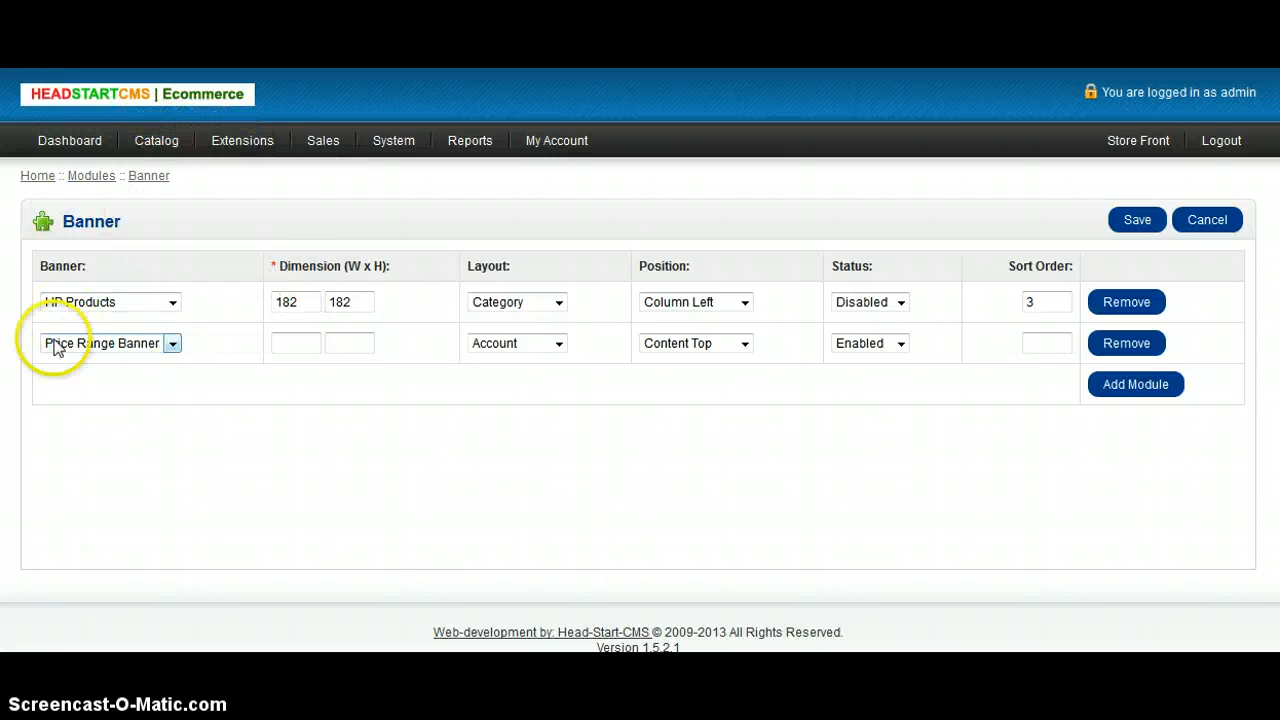 HEADSTARTCMS | Ecommerce
You are logged in as admin
Dashboard Catalog Extensions Sales System Reports My Account Store Front Logout
Home :: Modules :: Banner
Banner Save Cancel
Banner: * Dimension (W x H): Layout: Position: Status: Sort Order:
HP Products 182 182 Category Column Left Disabled 3 Remove
Price Range Banner Account Content Top Enabled Remove
Add Module
Web-development by: Head-Start-CMS © 2009-2013 All Rights Reserved.
Version 1.5.2.1
Screencast-O-Matic.com